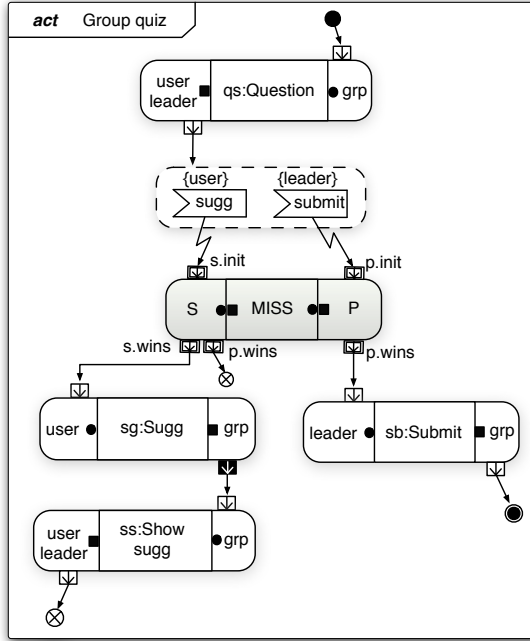 act Group quiz
user
leader
qs:Question
grp
{user}
{leader}
sugg
submit
s.init
p.init
S
MISS
P
s.wins
p.wins
p.wins
user
sg:Sugg
grp
leader
sb:Submit
grp
user
leader
ss:Show
sugg
grp